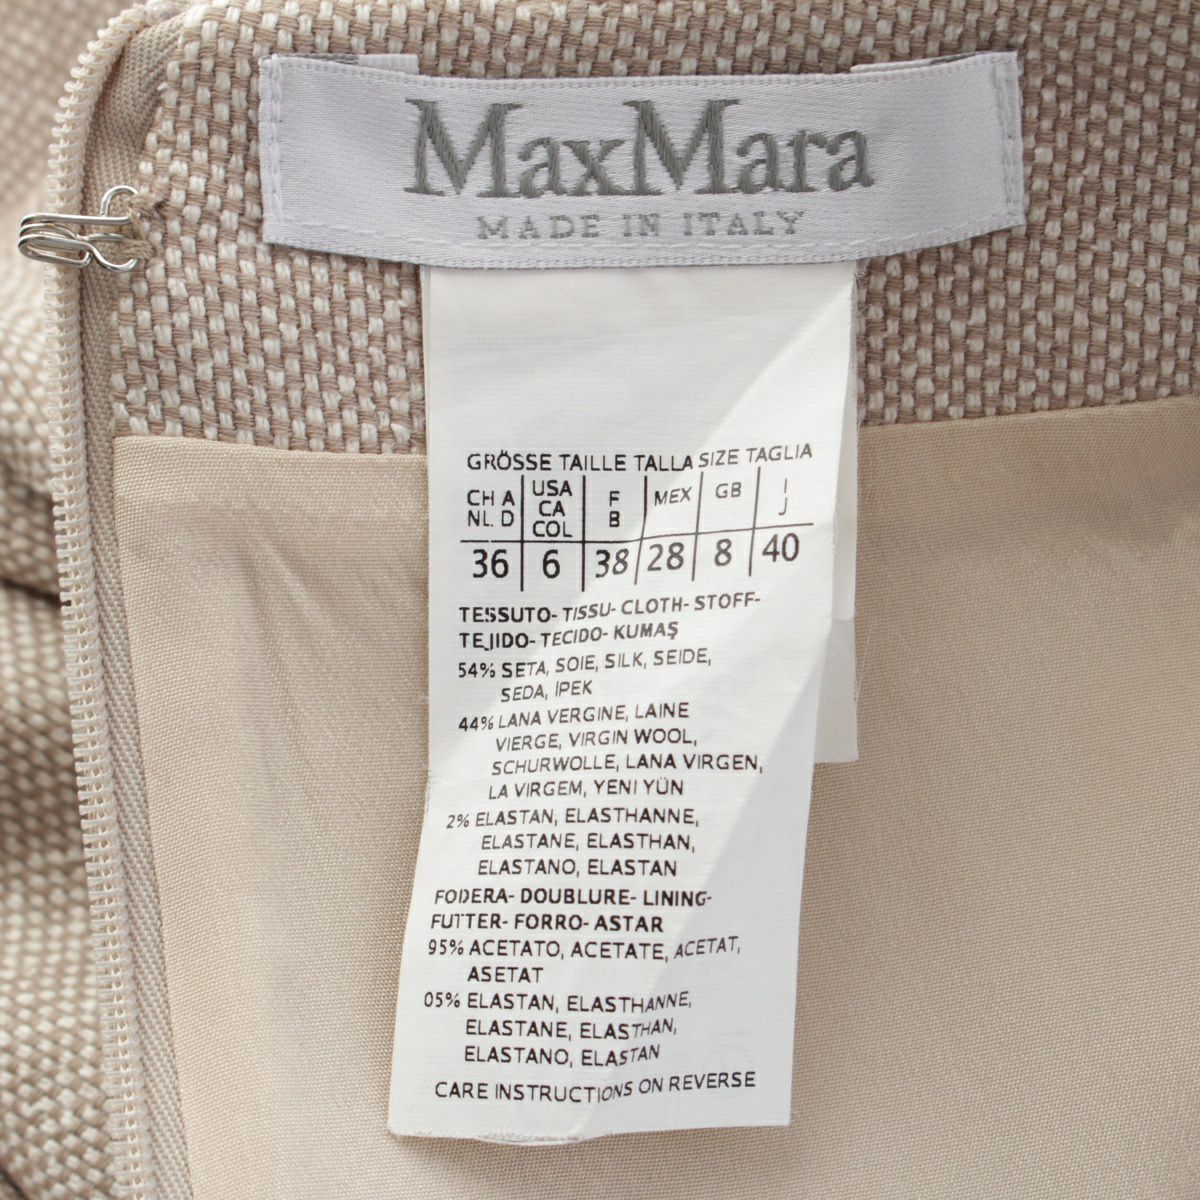 MaxMara
MADE IN ITALY
GRÖSSE TAILLE TALLA SIZE TAGLIA
CH A NL. D | USA CA COL | F B | MEX | GB | I J
36 | 6 | 38 | 28 | 8 | 40
TESSUTO- TISSU- CLOTH- STOFF-
TEJIDO- TECIDO- KUMAŞ
54% SETA, SOIE, SILK, SEIDE,
SEDA, İPEK
44% LANA VERGINE, LAINE
VIERGE, VIRGIN WOOL,
SCHURWOLLE, LANA VIRGEN,
LA VIRGEM, YENI YÜN
2% ELASTAN, ELASTHANNE,
ELASTANE, ELASTHAN,
ELASTANO, ELASTAN
FODERA- DOUBLURE- LINING-
FUTTER- FORRO- ASTAR
95% ACETATO, ACETATE, ACETAT,
ASETAT
05% ELASTAN, ELASTHANNE,
ELASTANE, ELASTHAN,
ELASTANO, ELASTAN
CARE INSTRUCTIONS ON REVERSE